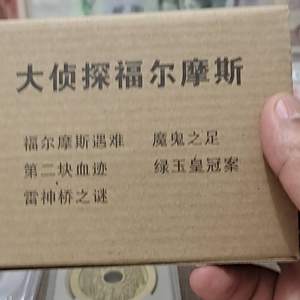 大侦探福尔摩斯
福尔摩斯遇难 魔鬼之足
第二块血迹 绿玉皇冠案
雷神桥之谜